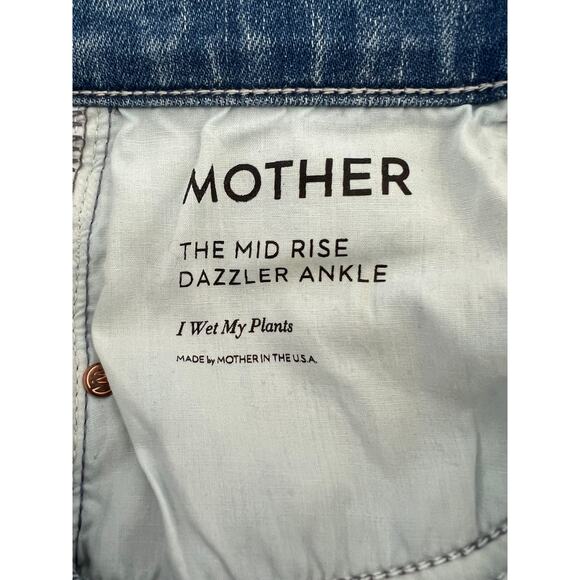 MOTHER
THE MID RISE
DAZZLER ANKLE
I Wet My Plants
MADE by MOTHER IN THE U.S.A.